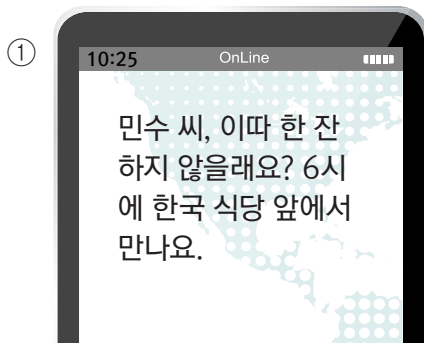 ①
10:25 OnLine
민수 씨, 이따 한 잔
하지 않을래요? 6시
에 한국 식당 앞에서
만나요.